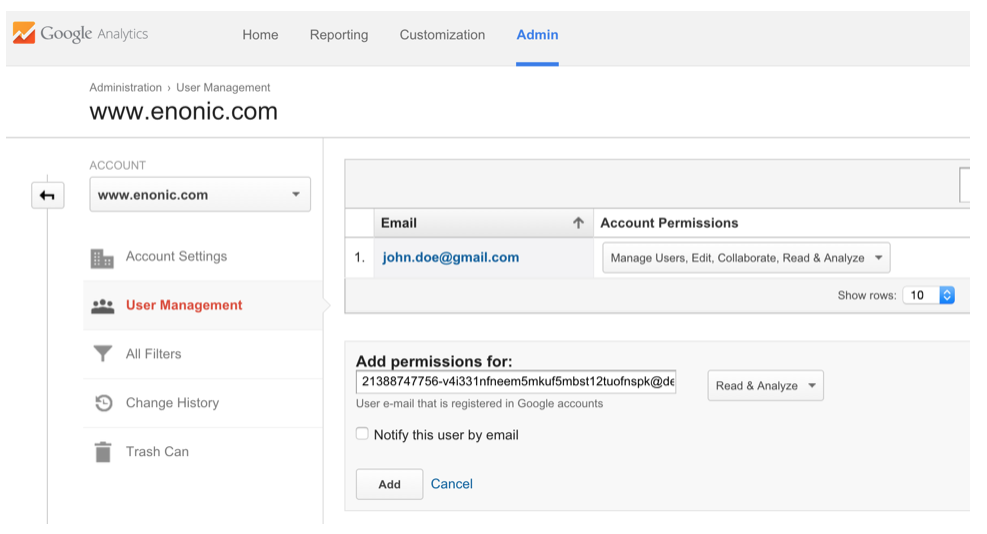 Google Analytics Home Reporting Customization Admin
Administration › User Management
www.enonic.com
ACCOUNT
www.enonic.com
Account Settings
User Management
All Filters
Change History
Trash Can
Email Account Permissions
1. john.doe@gmail.com Manage Users, Edit, Collaborate, Read & Analyze
Show rows: 10
Add permissions for:
21388747756-v4i331nfneem5mkuf5mbst12tuofnspk@de
Read & Analyze
User e-mail that is registered in Google accounts
Notify this user by email
Add Cancel